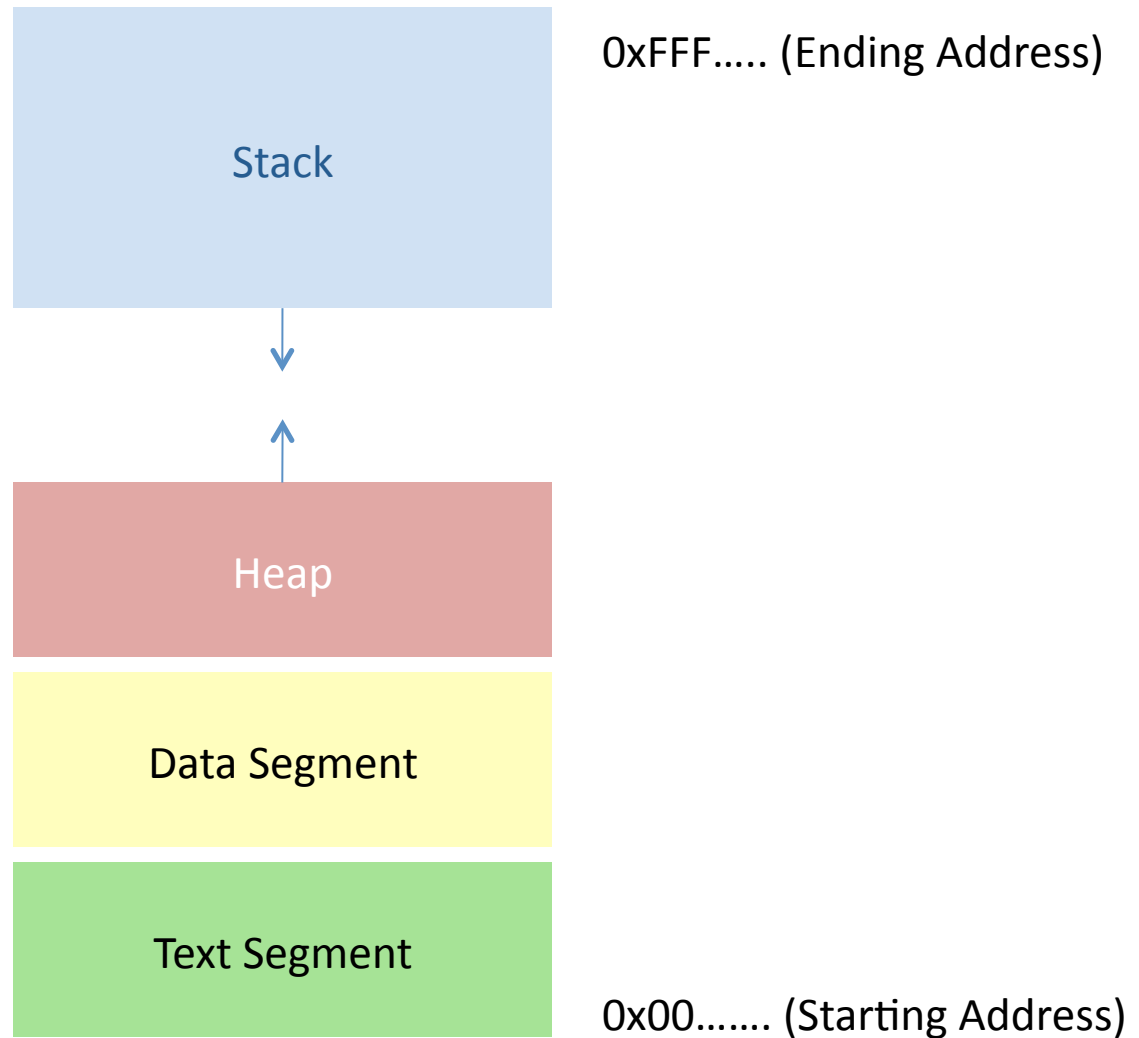 0xFFF..... (Ending Address)
Stack
Heap
Data Segment
Text Segment
0x00....... (Starting Address)